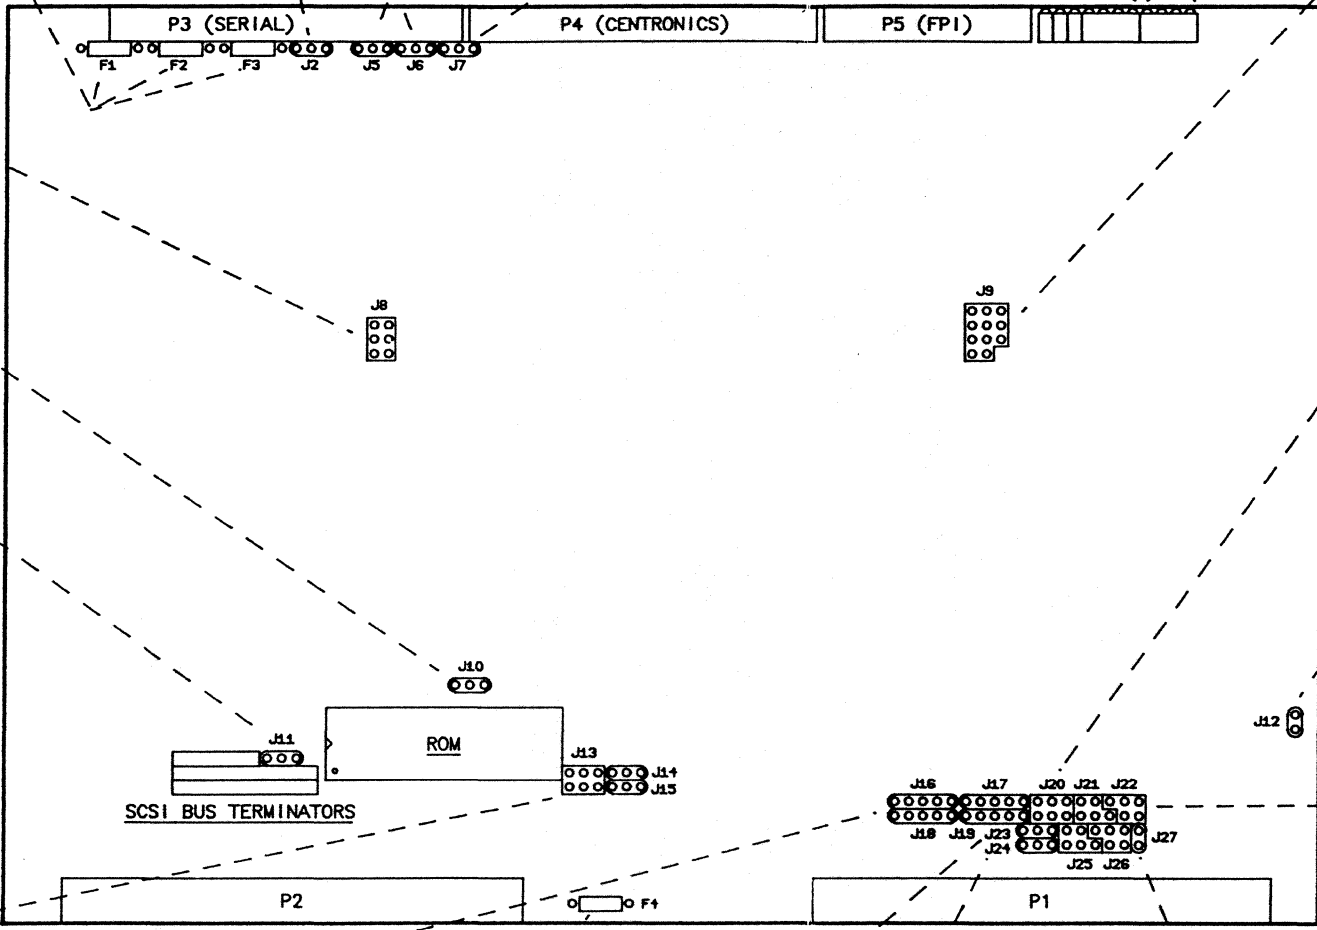 P3 (SERIAL) P4 (CENTRONICS) P5 (FPI)
F1 F2 F3 J2 J5 J6 J7
J8 J9
J10
J11 ROM J12
J13 J14
J15
SCSI BUS TERMINATORS
J16 J17 J20 J21 J22
J18 J19 J23 J27
J24
J25 J26
P2 F4 P1